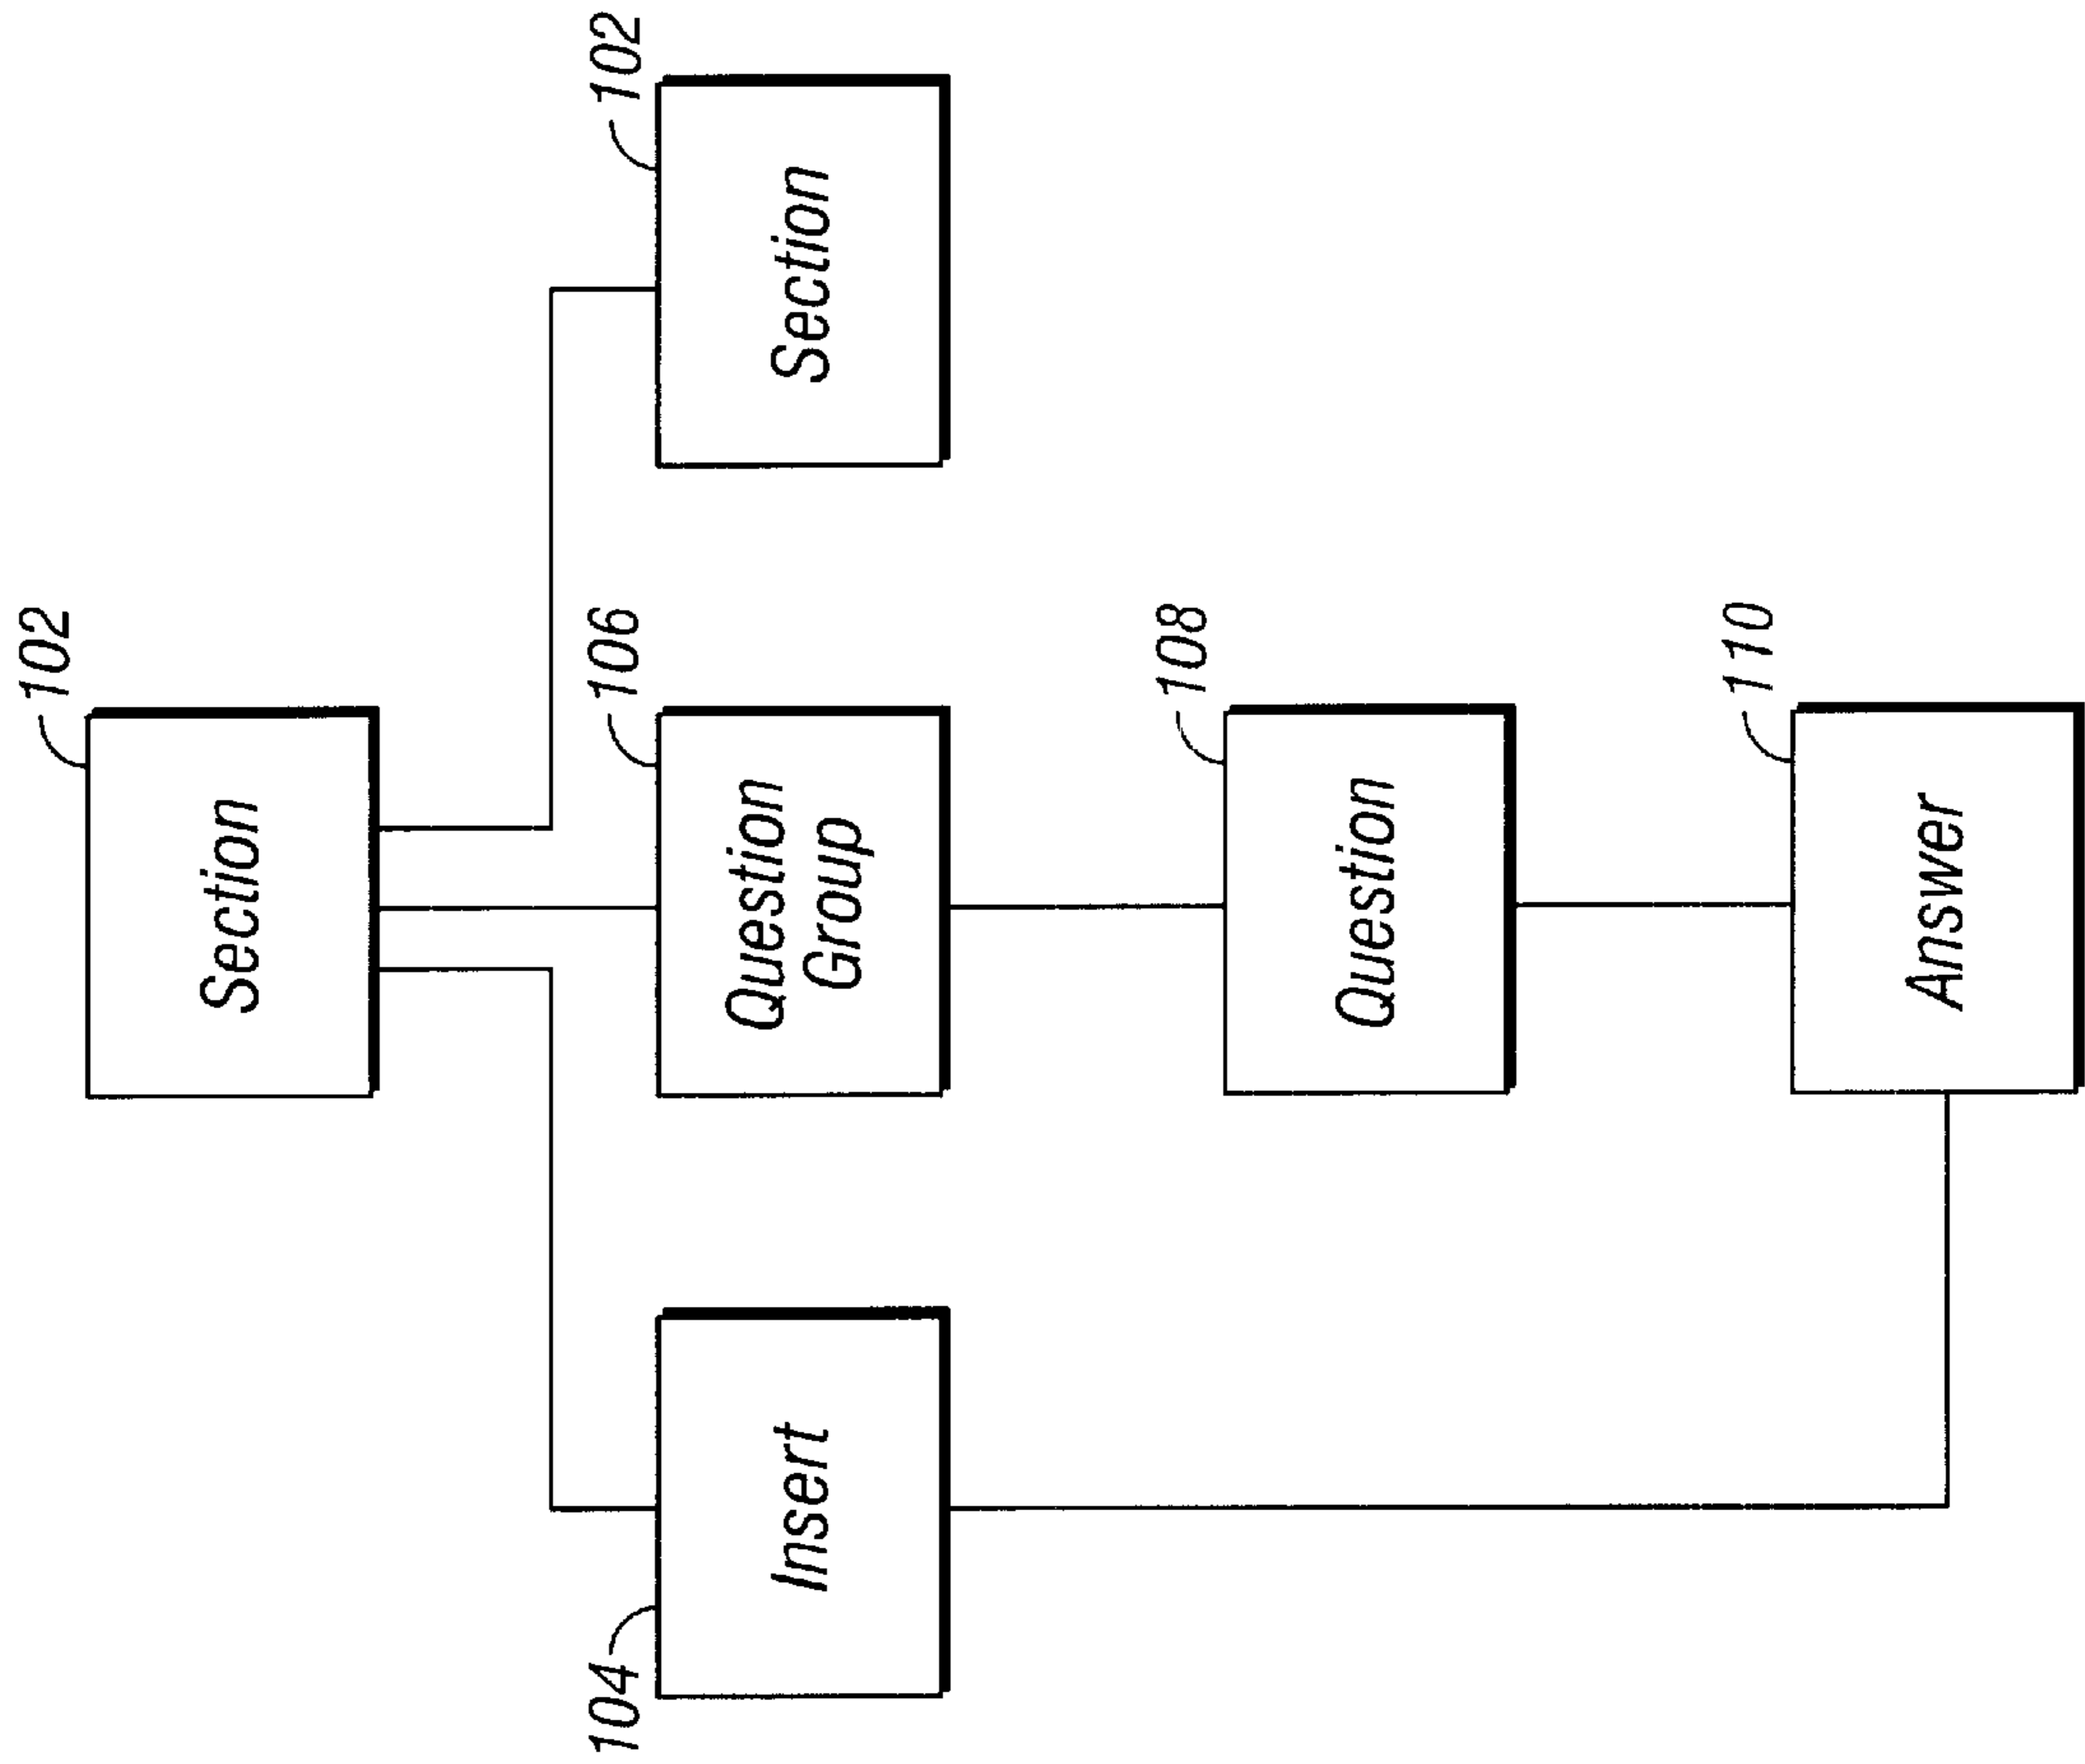 102
Section
104
Insert
106
Question
Group
102
Section
108
Question
110
Answer